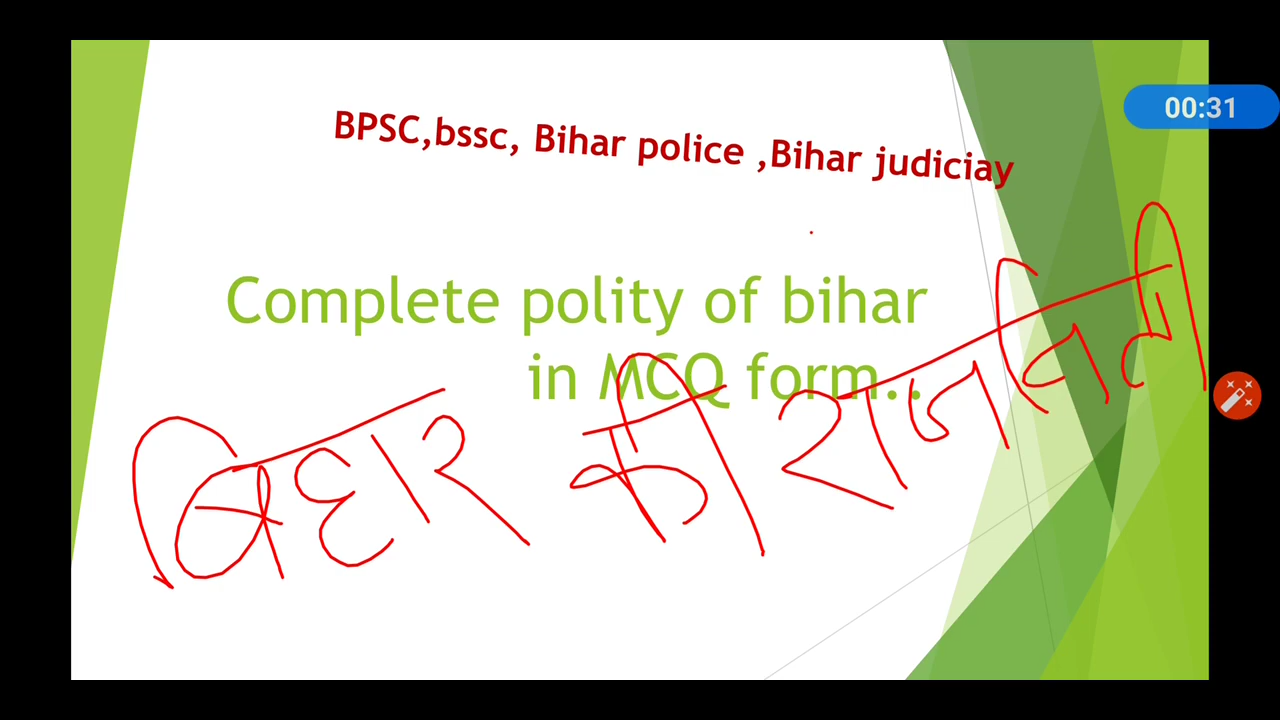 00:31
BPSC,bssc, Bihar police ,Bihar judiciay
Complete polity of bihar
in MCQ form..
बिहार की राजनिती